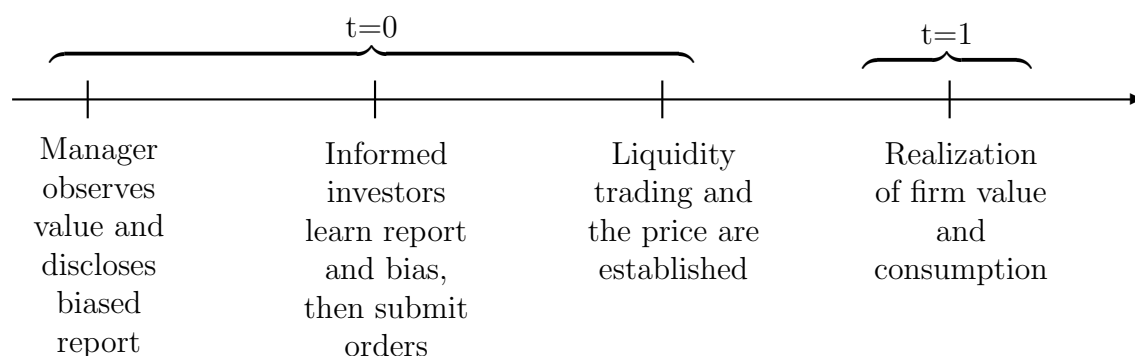 t=0
t=1
Manager
observes
value and
discloses
biased
report
Informed
investors
learn report
and bias,
then submit
orders
Liquidity
trading and
the price are
established
Realization
of firm value
and
consumption